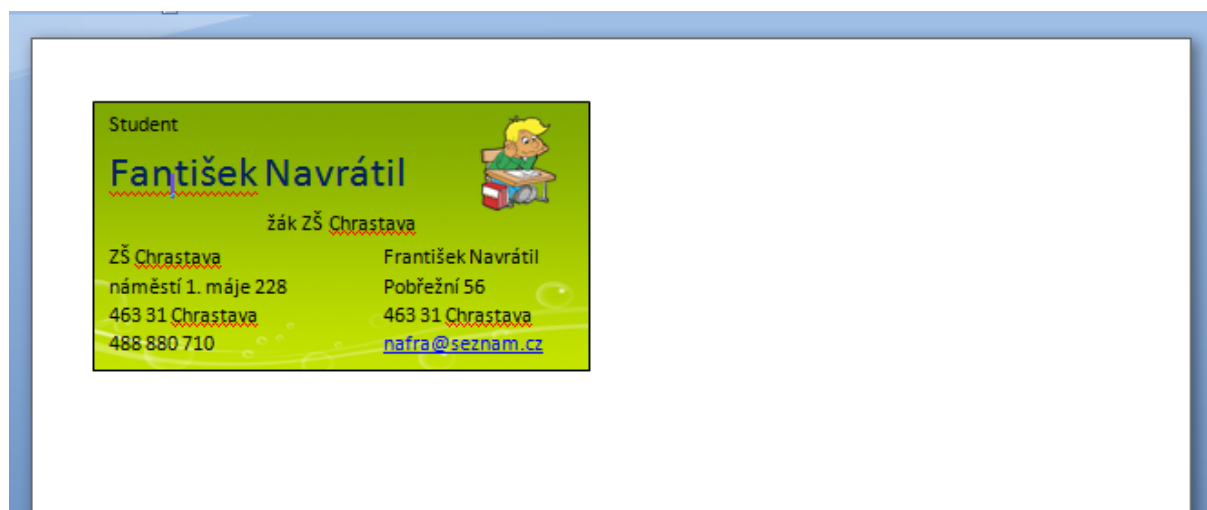 Student
Fantišek Navrátil
žák ZŠ Chrastava
ZŠ Chrastava
náměstí 1. máje 228
463 31 Chrastava
488 880 710
František Navrátil
Pobřežní 56
463 31 Chrastava
nafra@seznam.cz